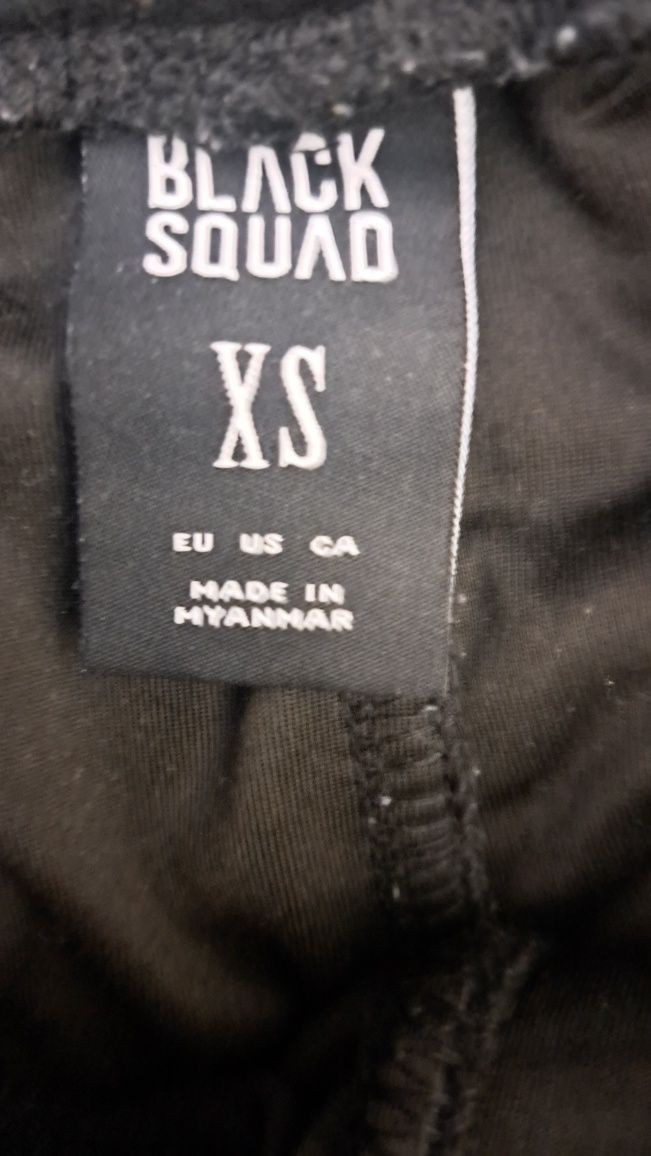 BLACK
SQUAD
XS
EU US CA
MADE IN
MYANMAR